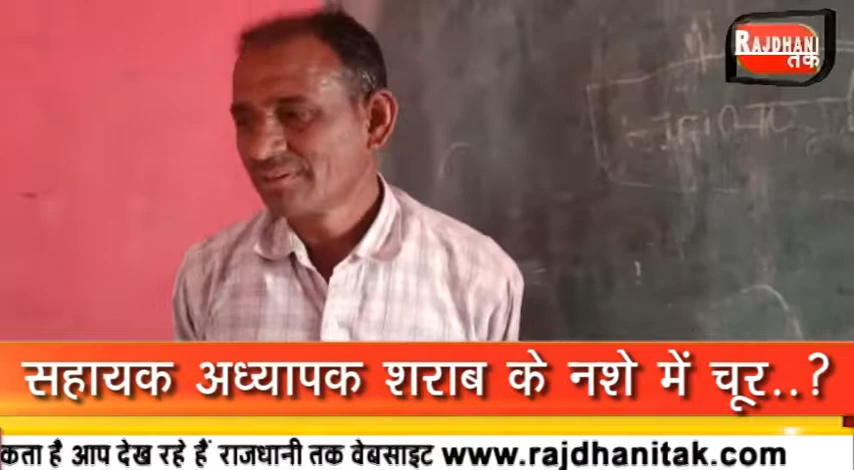 RAJDHANI
तक
सहायक अध्यापक शराब के नशे में चूर..?
कता है आप देख रहे हैं राजधानी तक वेबसाइट www.rajdhanitak.com